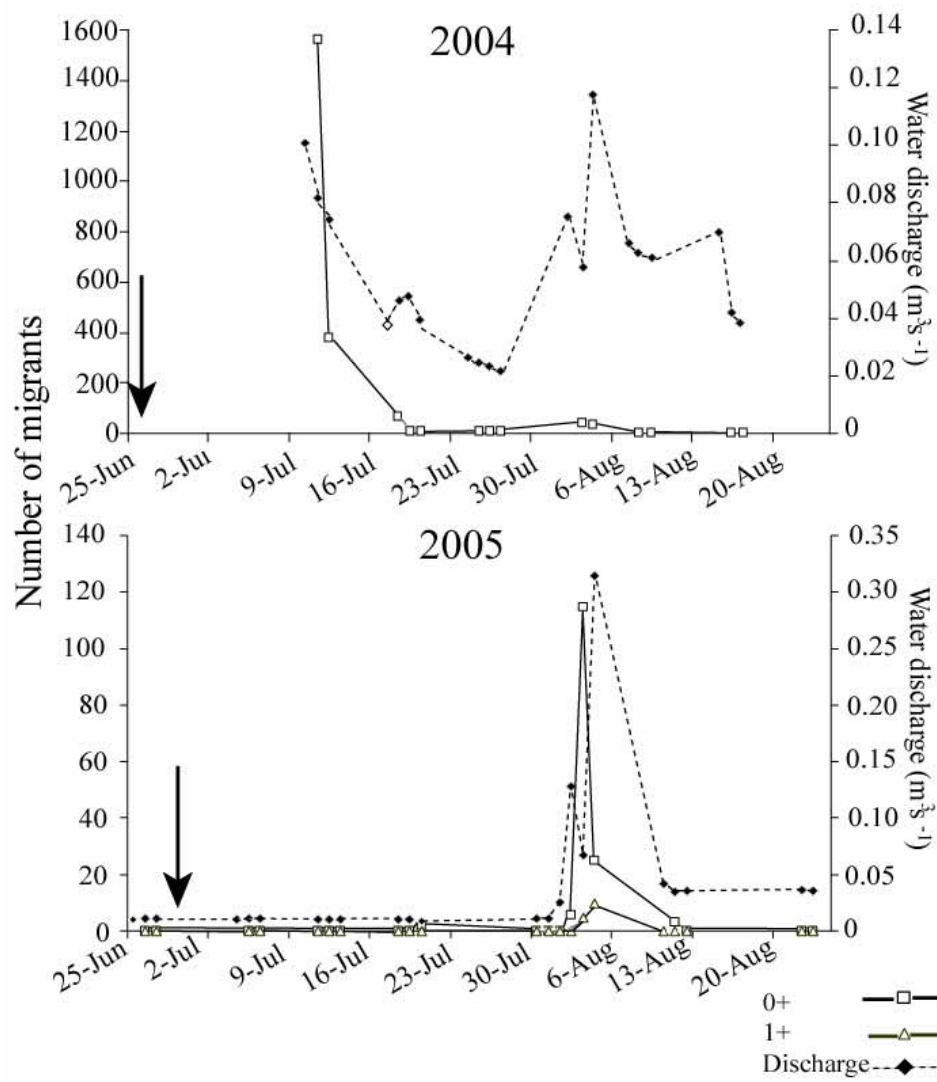 2004
1600
1400
1200
1000
800
600
400
200
0
0.14
0.12
0.10
0.08
0.06
0.04
0.02
0
Water discharge (m³s⁻¹)
25-Jun
2-Jul
9-Jul
16-Jul
23-Jul
30-Jul
6-Aug
13-Aug
20-Aug
Number of migrants
2005
140
120
100
80
60
40
20
0
0.35
0.30
0.25
0.20
0.15
0.10
0.05
0
Water discharge (m³s⁻¹)
25-Jun
2-Jul
9-Jul
16-Jul
23-Jul
30-Jul
6-Aug
13-Aug
20-Aug
0+
1+
Discharge